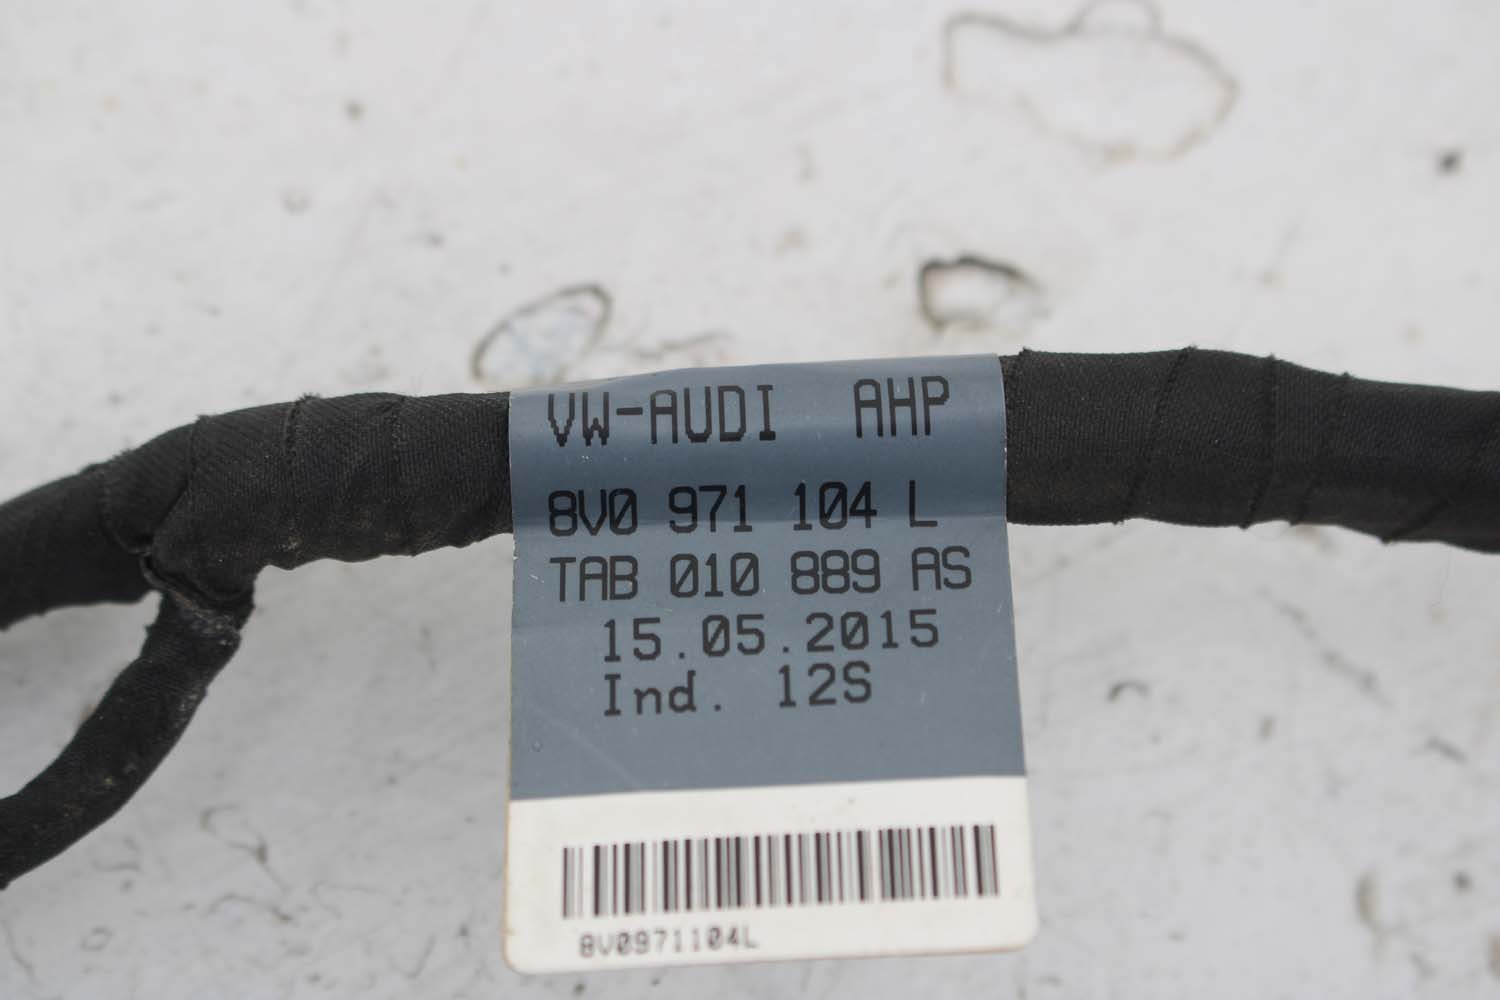 VW-AUDI AHP
8V0 971 104 L
TAB 010 889 AS
15.05.2015
Ind. 12S
8V0971104L